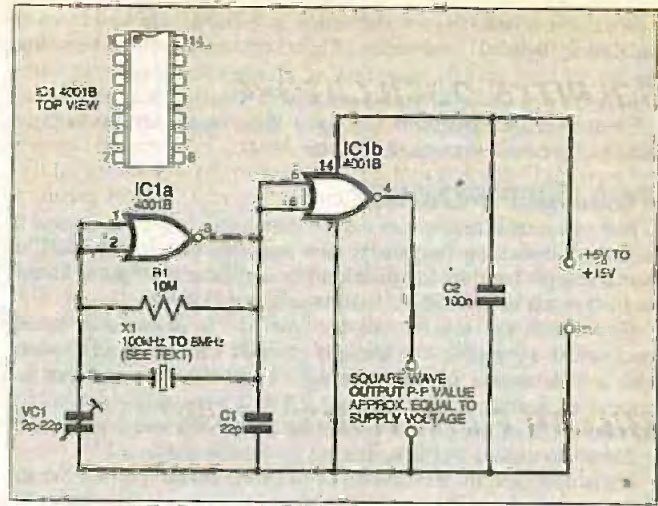 1
14
IC1 4001B
TOP VIEW
7
8
IC1a
4001B
1
2
3
IC1b
4001B
14
5
6
4
7
R1
10M
X1
100kHz TO 8MHz
(SEE TEXT)
VC1
2p-22p
C1
22p
C2
100n
+5V TO
+15V
SQUARE WAVE
OUTPUT P-P VALUE
APPROX. EQUAL TO
SUPPLY VOLTAGE